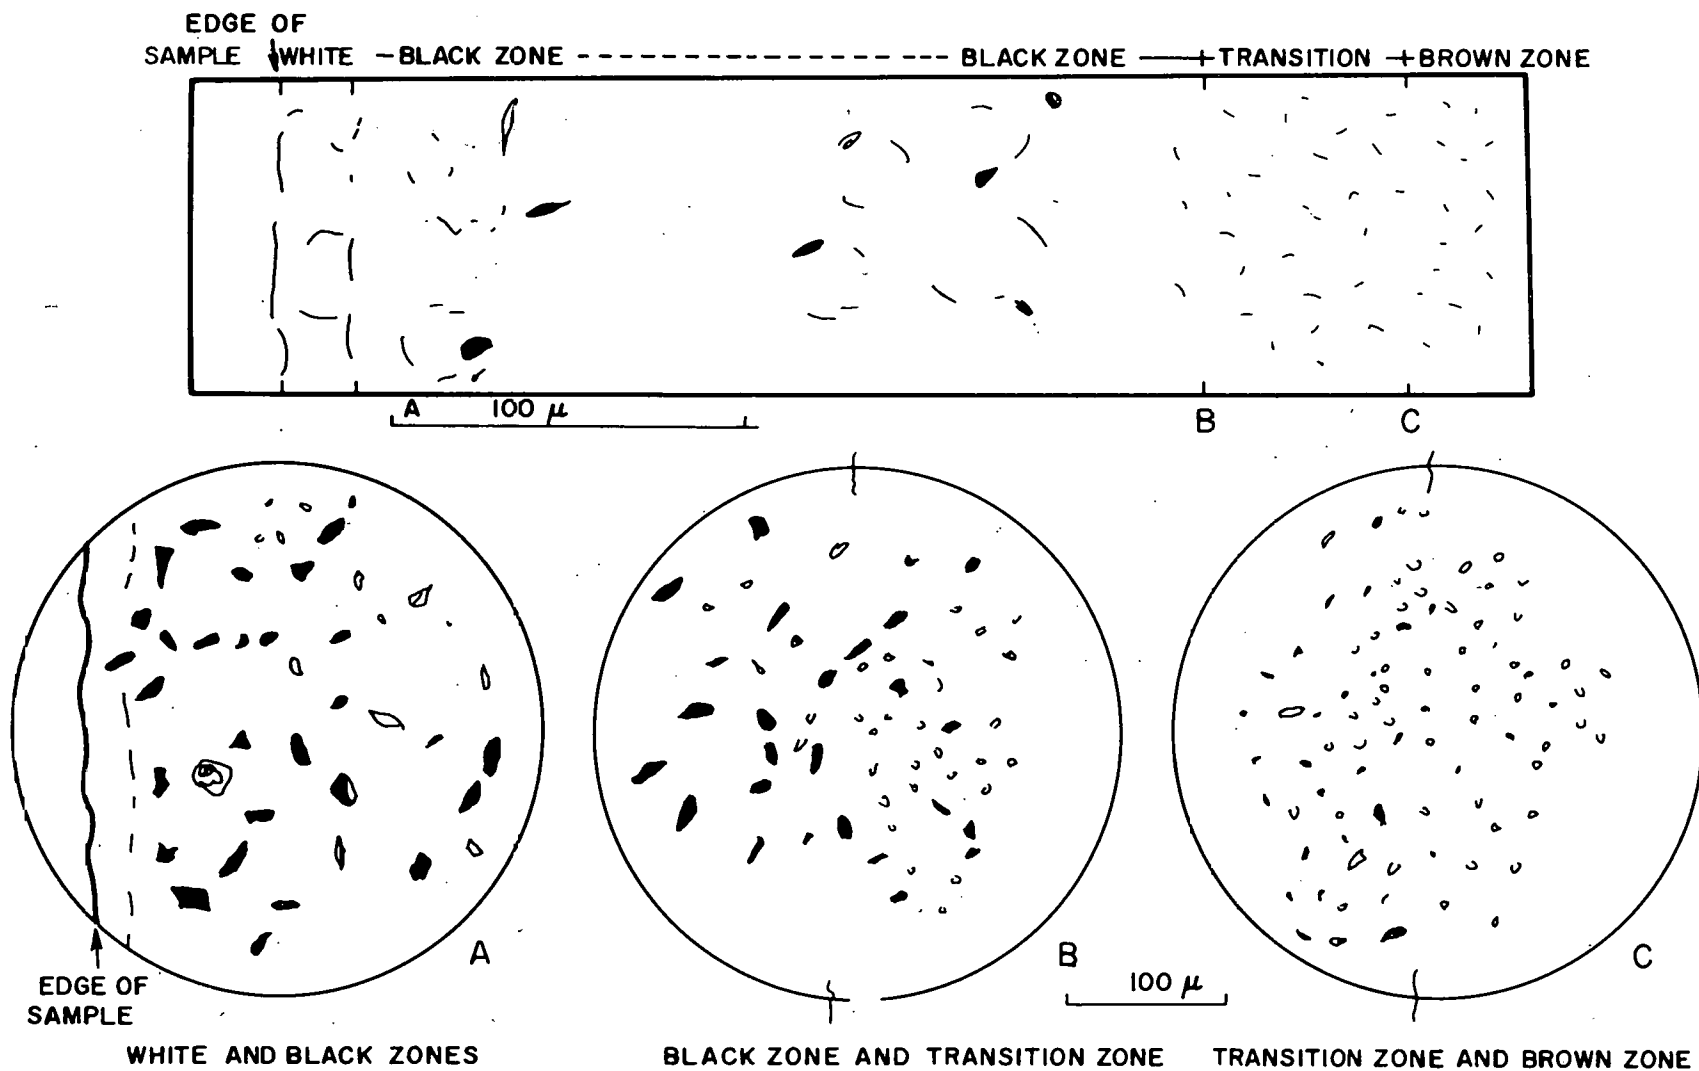 EDGE OF
SAMPLE WHITE - BLACK ZONE - - - - - - - - - - - - - - - - - - - BLACK ZONE —+ TRANSITION —+ BROWN ZONE
A 100 μ B C
A B C
100 μ
EDGE OF
SAMPLE
WHITE AND BLACK ZONES BLACK ZONE AND TRANSITION ZONE TRANSITION ZONE AND BROWN ZONE